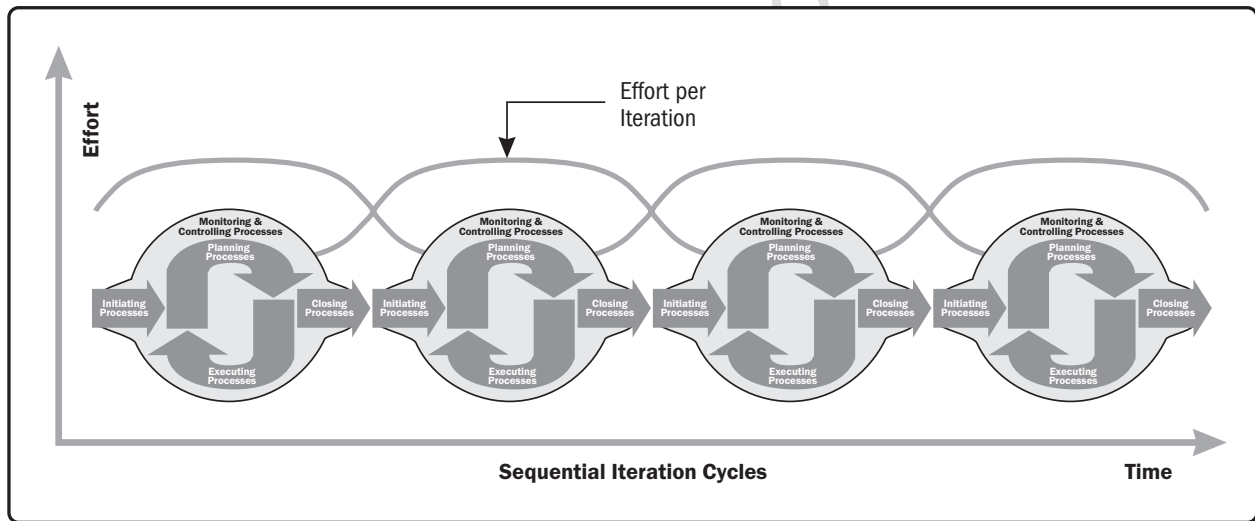 Effort
Effort per
Iteration
Monitoring &
Controlling Processes
Planning
Processes
Initiating
Processes
Closing
Processes
Executing
Processes
Monitoring &
Controlling Processes
Planning
Processes
Initiating
Processes
Closing
Processes
Executing
Processes
Monitoring &
Controlling Processes
Planning
Processes
Initiating
Processes
Closing
Processes
Executing
Processes
Monitoring &
Controlling Processes
Planning
Processes
Initiating
Processes
Closing
Processes
Executing
Processes
Sequential Iteration Cycles
Time